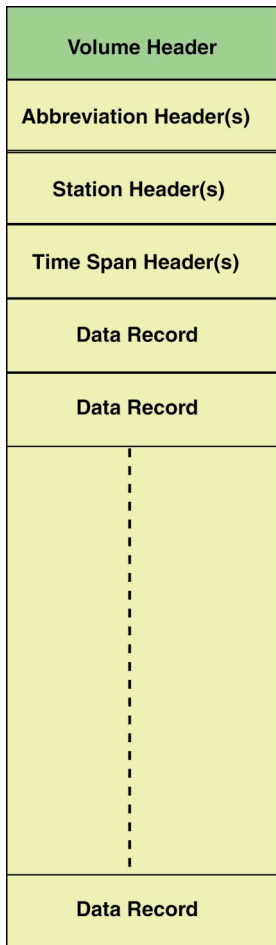 Volume Header
Abbreviation Header(s)
Station Header(s)
Time Span Header(s)
Data Record
Data Record
Data Record